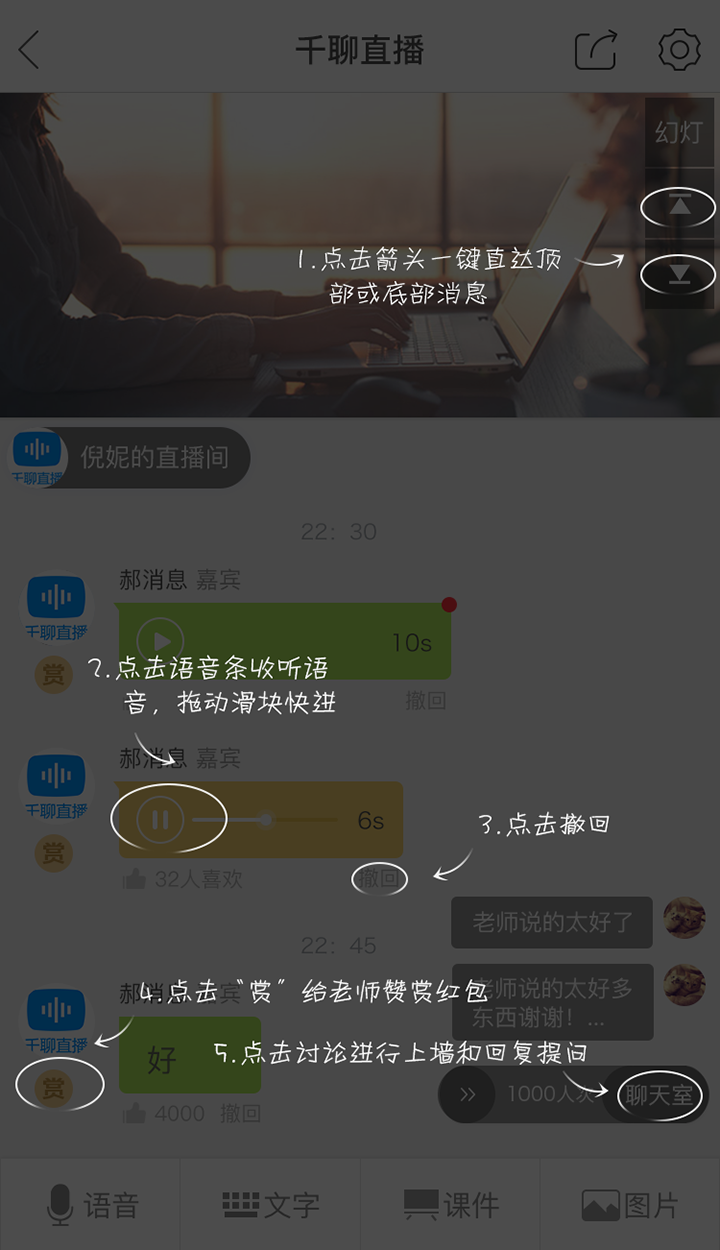 千聊直播
幻灯
1.点击箭头一键直达顶
部或底部消息
千聊直播
倪妮的直播间
22：30
郝消息 嘉宾
千聊直播
10s
赏
2.点击语音条收听语
音，拖动滑块快进
撤回
郝消息 嘉宾
千聊直播
6s
赏
3.点击撤回
32人喜欢
撤回
老师说的太好了
22：45
郝消息 嘉宾
4.点击“赏”给老师赞赏红包
老师说的太好多
东西谢谢！...
千聊直播
好
5.点击讨论进行上墙和回复提问
赏
1000人次
聊天室
4000 撤回
语音
文字
课件
图片